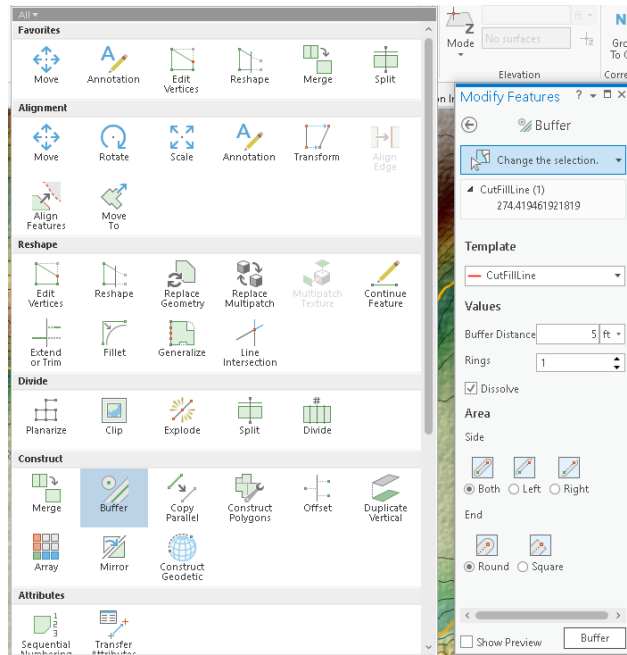 All
Favorites
Move
Annotation
Edit
Vertices
Reshape
Merge
Split
Alignment
Move
Rotate
Scale
Annotation
Transform
Align
Edge
Align
Features
Move
To
Reshape
Edit
Vertices
Reshape
Replace
Geometry
Replace
Multipatch
Multipatch
Texture
Continue
Feature
Extend
or Trim
Fillet
Generalize
Line
Intersection
Divide
Planarize
Clip
Explode
Split
Divide
Construct
Merge
Buffer
Copy
Parallel
Construct
Polygons
Offset
Duplicate
Vertical
Array
Mirror
Construct
Geodetic
Attributes
Sequential
Numbering
Transfer
Attributes
Mode
ft
No surfaces
Elevation
Modify Features
Buffer
Change the selection.
CutFillLine (1)
274.419461921819
Template
CutFillLine
Values
Buffer Distance
5 ft
Rings
1
Dissolve
Area
Side
Both
Left
Right
End
Round
Square
Show Preview
Buffer